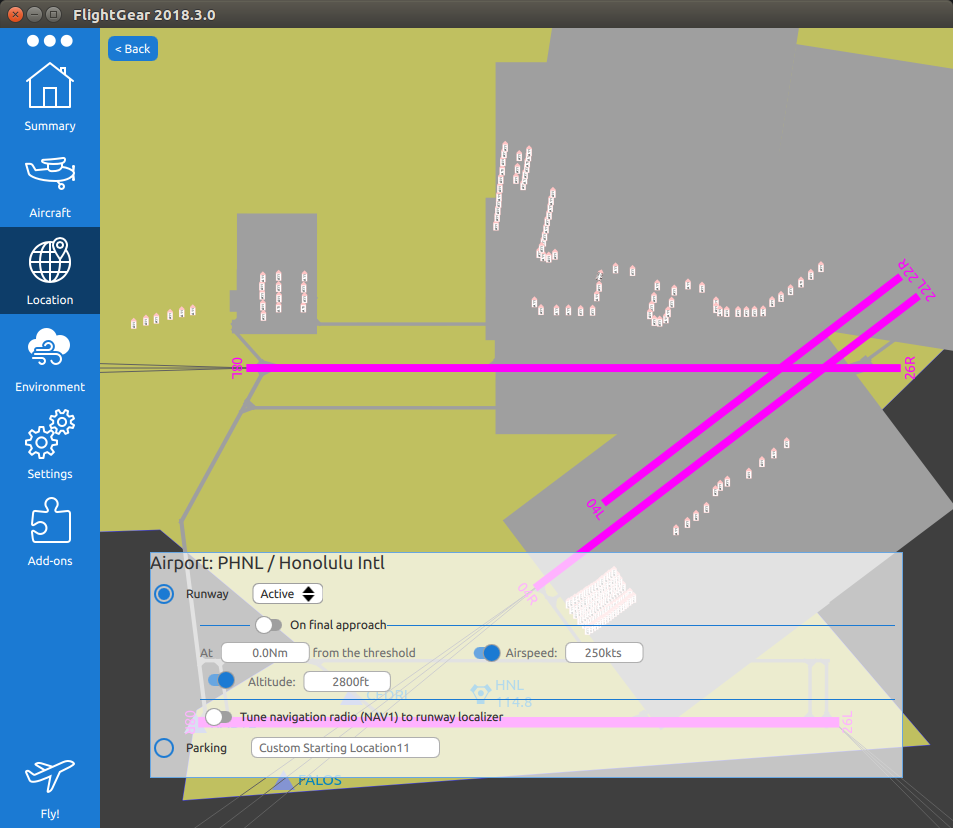 FlightGear 2018.3.0
< Back
Summary
Aircraft
Location
Environment
Settings
Add-ons
Fly!
22R
22L
08L
26R
04L
04R
Airport: PHNL / Honolulu Intl
Runway Active
On final approach
At 0.0Nm from the threshold Airspeed: 250kts
Altitude: 2800ft
CEDRI
HNL
114.8
Tune navigation radio (NAV1) to runway localizer
26L
Parking Custom Starting Location11
PALOS